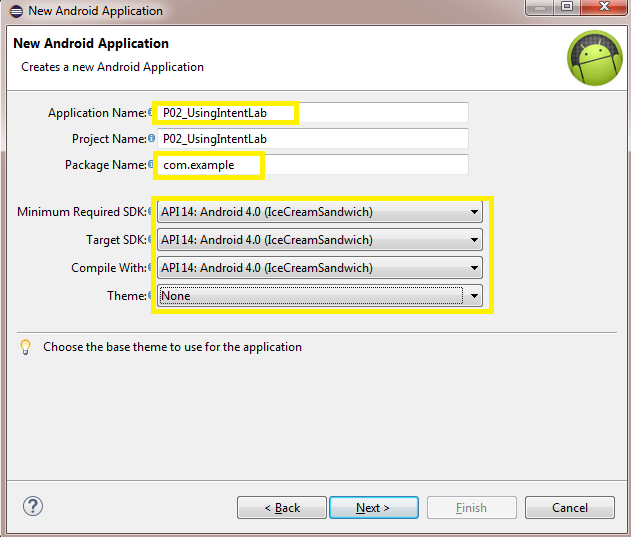 New Android Application
New Android Application
Creates a new Android Application
Application Name: P02_UsingIntentLab
Project Name: P02_UsingIntentLab
Package Name: com.example
Minimum Required SDK: API 14: Android 4.0 (IceCreamSandwich)
Target SDK: API 14: Android 4.0 (IceCreamSandwich)
Compile With: API 14: Android 4.0 (IceCreamSandwich)
Theme: None
Choose the base theme to use for the application
? < Back Next > Finish Cancel